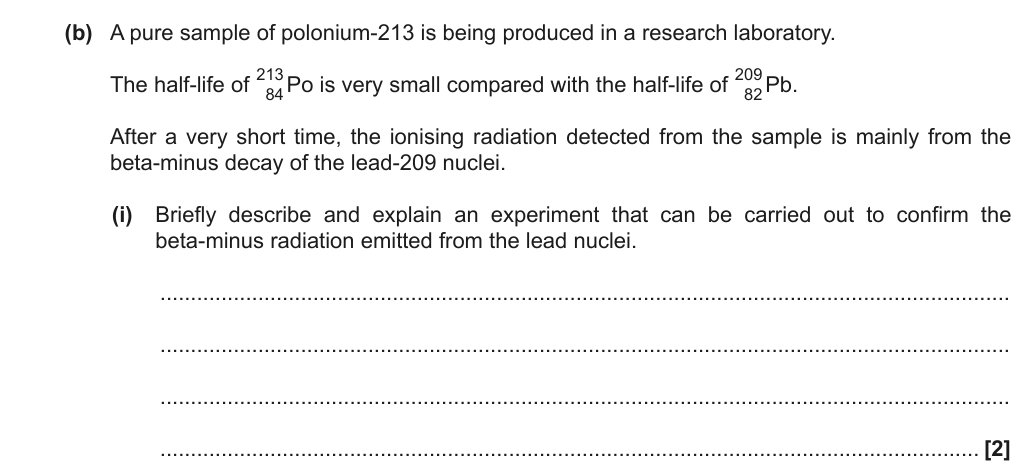 (b) A pure sample of polonium-213 is being produced in a research laboratory.
The half-life of ²¹³₈₄Po is very small compared with the half-life of ²⁰⁹₈₂Pb.
After a very short time, the ionising radiation detected from the sample is mainly from the
beta-minus decay of the lead-209 nuclei.
(i) Briefly describe and explain an experiment that can be carried out to confirm the
beta-minus radiation emitted from the lead nuclei.
[2]